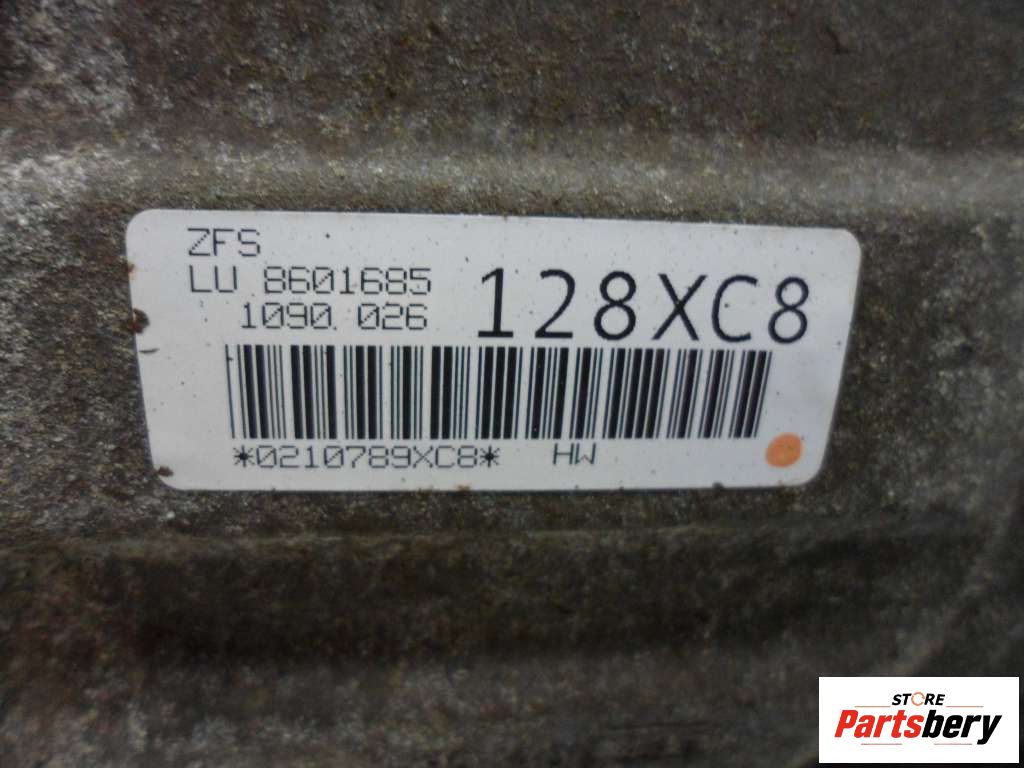 ZFS
LU 8601685
1090 026
128XC8
*0210789XC8* HW
STORE
Partsbery